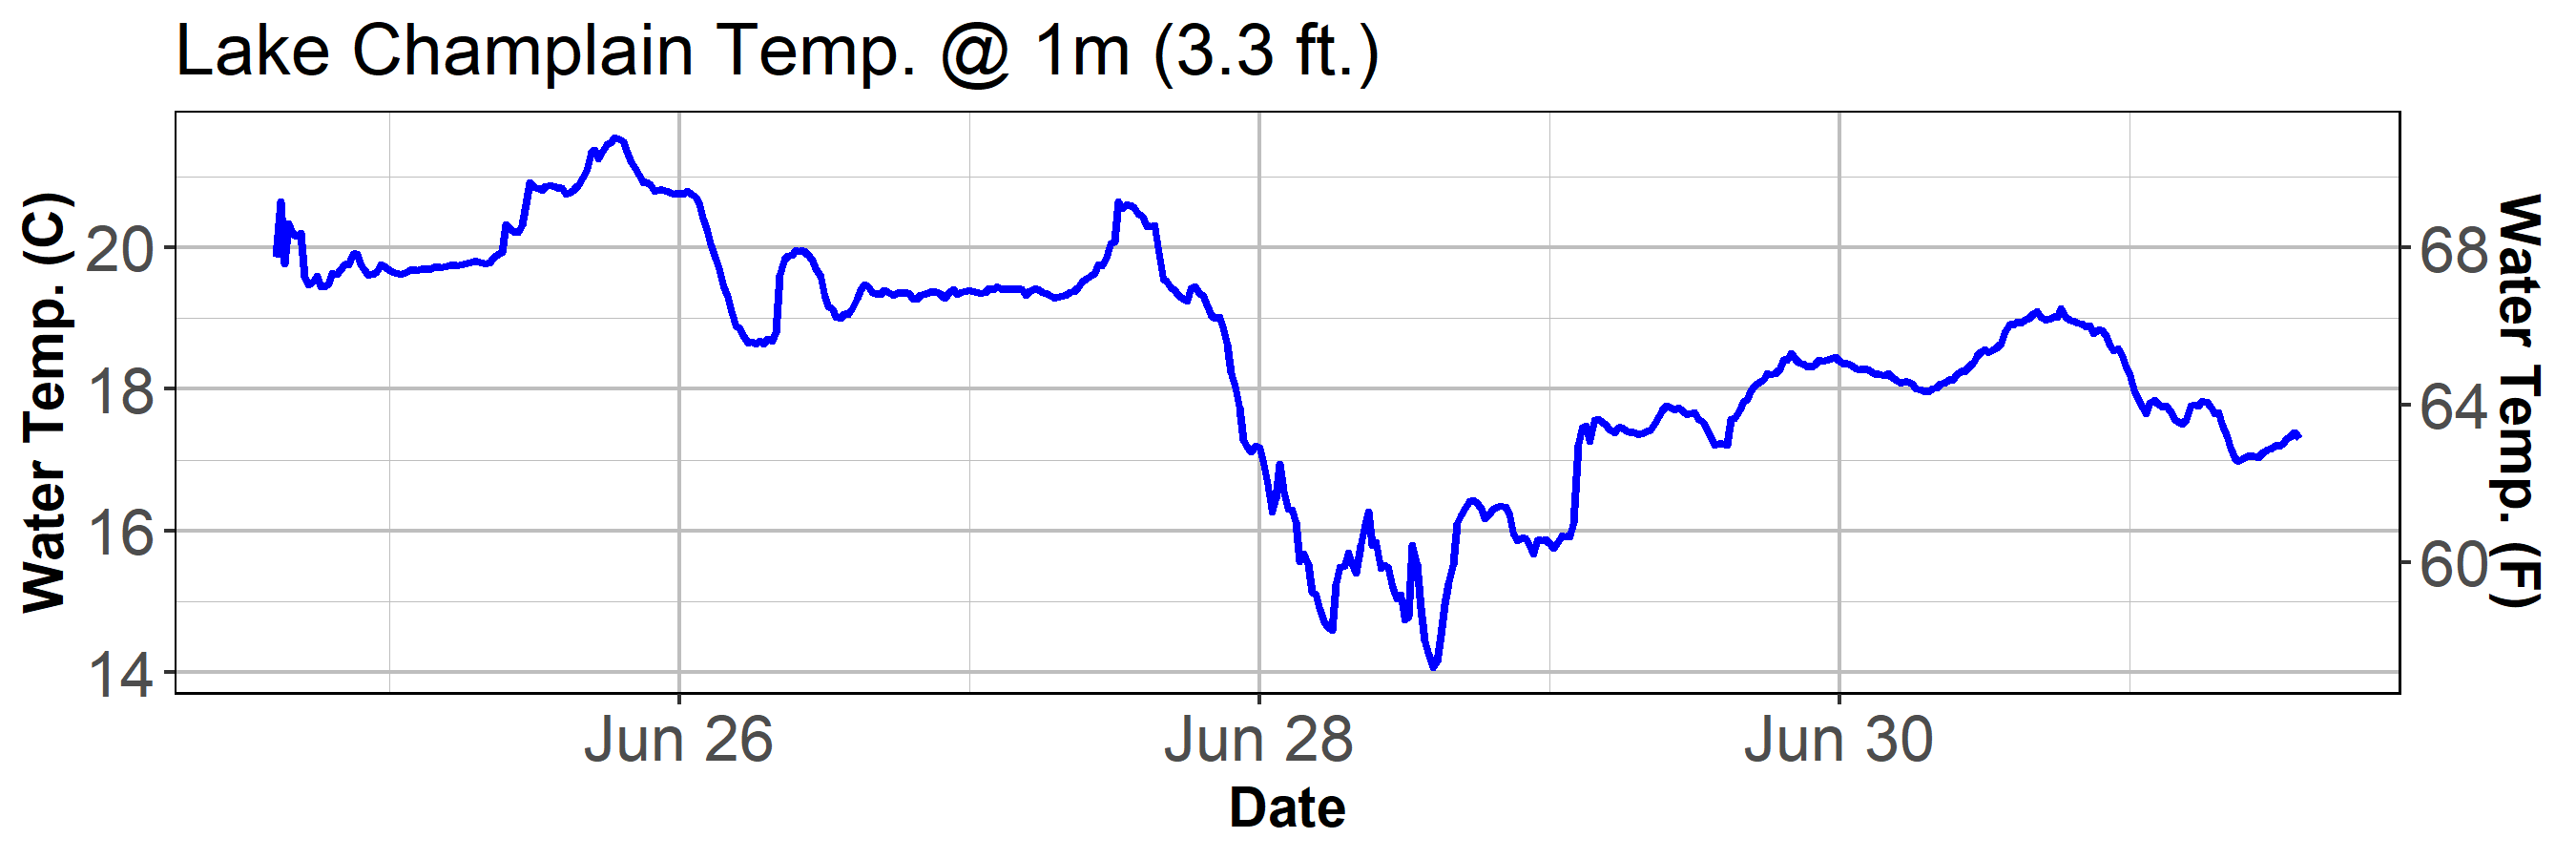 Lake Champlain Temp. @ 1m (3.3 ft.)
Water Temp. (C)
20
18
16
14
68
64
60
Water Temp. (F)
Jun 26 Jun 28 Jun 30
Date